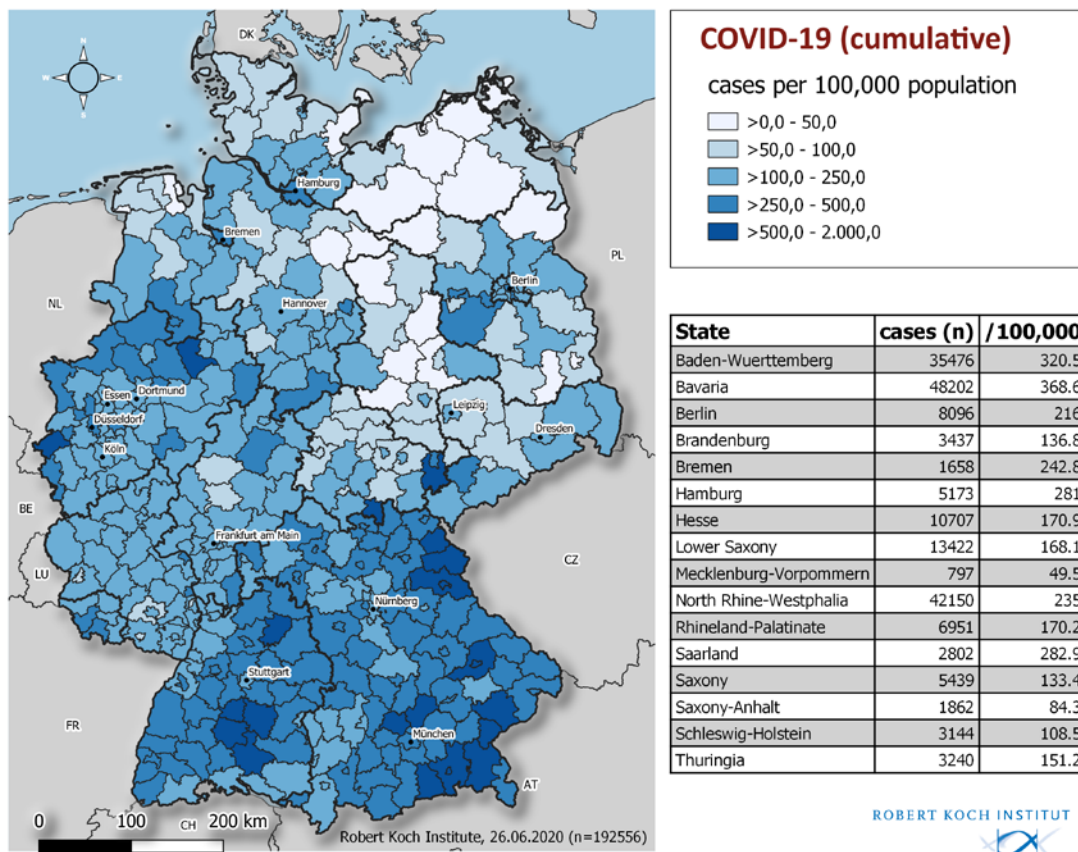 N
W
E
S
DK
PL
NL
BE
LU
FR
CH
AT
CZ
Hamburg
Bremen
Berlin
Hannover
Essen
Dortmund
Düsseldorf
Köln
Leipzig
Dresden
Frankfurt am Main
Nürnberg
Stuttgart
München
0 100 200 km
Robert Koch Institute, 26.06.2020 (n=192556)
COVID-19 (cumulative)
cases per 100,000 population
>0,0 - 50,0
>50,0 - 100,0
>100,0 - 250,0
>250,0 - 500,0
>500,0 - 2.000,0
State cases (n) /100,000
Baden-Wuerttemberg 35476 320.5
Bavaria 48202 368.6
Berlin 8096 216
Brandenburg 3437 136.8
Bremen 1658 242.8
Hamburg 5173 281
Hesse 10707 170.9
Lower Saxony 13422 168.1
Mecklenburg-Vorpommern 797 49.5
North Rhine-Westphalia 42150 235
Rhineland-Palatinate 6951 170.2
Saarland 2802 282.9
Saxony 5439 133.4
Saxony-Anhalt 1862 84.3
Schleswig-Holstein 3144 108.5
Thuringia 3240 151.2
ROBERT KOCH INSTITUT